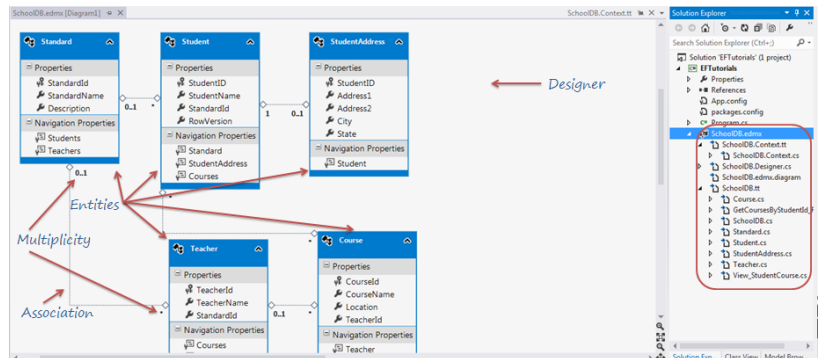 SchoolDB.edmx [Diagram1]
SchoolDB.Context.tt
Standard
Properties
StandardId
StandardName
Description
Navigation Properties
Students
Teachers
Student
Properties
StudentID
StudentName
StandardId
RowVersion
Navigation Properties
Standard
StudentAddress
Courses
StudentAddress
Properties
StudentID
Address1
Address2
City
State
Navigation Properties
Student
Designer
0..1
*
1
0..1
0..1
Entities
*
*
Multiplicity
Association
*
Teacher
Properties
TeacherId
TeacherName
StandardId
Navigation Properties
Courses
0..1
*
Course
Properties
CourseId
CourseName
Location
TeacherId
Navigation Properties
Teacher
Solution Explorer
Search Solution Explorer (Ctrl+;)
Solution 'EFTutorials' (1 project)
EFTutorials
Properties
References
App.config
packages.config
Program.cs
SchoolDB.edmx
SchoolDB.Context.tt
SchoolDB.Context.cs
SchoolDB.Designer.cs
SchoolDB.edmx.diagram
SchoolDB.tt
Course.cs
GetCoursesByStudentId_
SchoolDB.cs
Standard.cs
Student.cs
StudentAddress.cs
Teacher.cs
View_StudentCourse.cs
Solution Exp... Class View Model Brow...